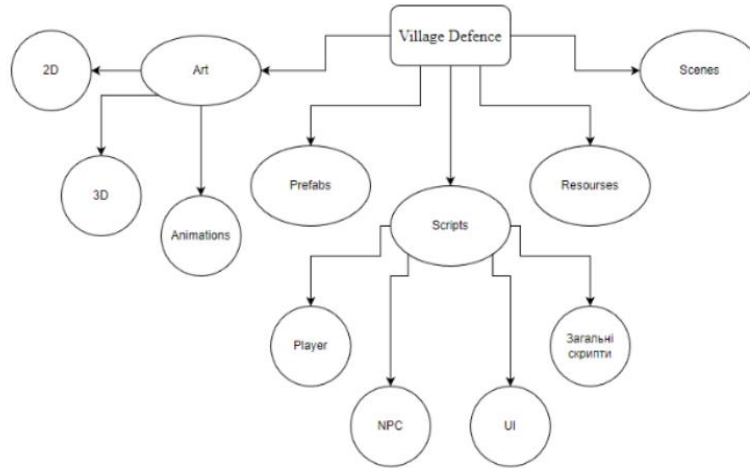 Village Defence
2D
Art
Scenes
3D
Animations
Prefabs
Resourses
Scripts
Player
Загальні
скрипти
NPC
UI